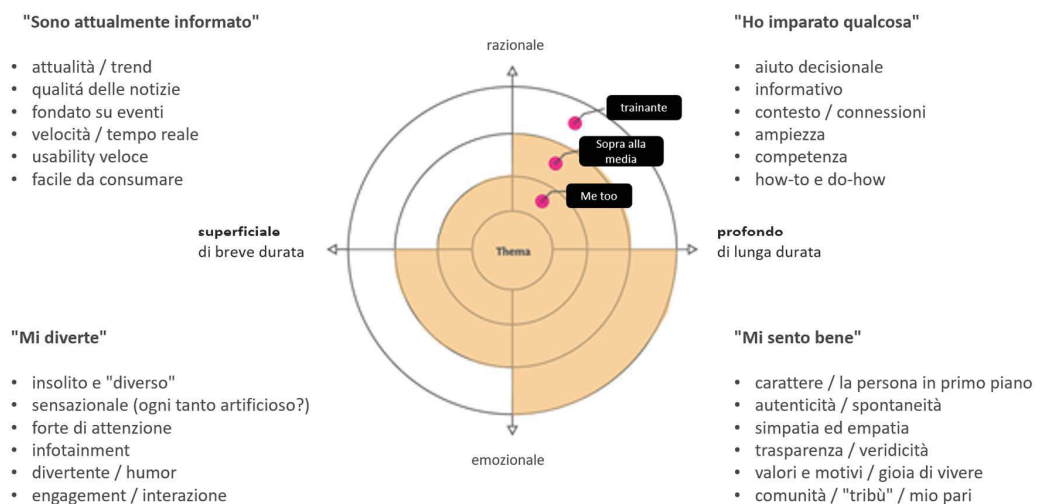 "Sono attualmente informato"
• attualità / trend
• qualitá delle notizie
• fondato su eventi
• velocità / tempo reale
• usability veloce
• facile da consumare
"Ho imparato qualcosa"
• aiuto decisionale
• informativo
• contesto / connessioni
• ampiezza
• competenza
• how-to e do-how
razionale
trainante
Sopra alla
media
Me too
superficiale
di breve durata
Thema
profondo
di lunga durata
emozionale
"Mi diverte"
• insolito e "diverso"
• sensazionale (ogni tanto artificioso?)
• forte di attenzione
• infotainment
• divertente / humor
• engagement / interazione
"Mi sento bene"
• carattere / la persona in primo piano
• autenticità / spontaneità
• simpatia ed empatia
• trasparenza / veridicità
• valori e motivi / gioia di vivere
• comunità / "tribù" / mio pari